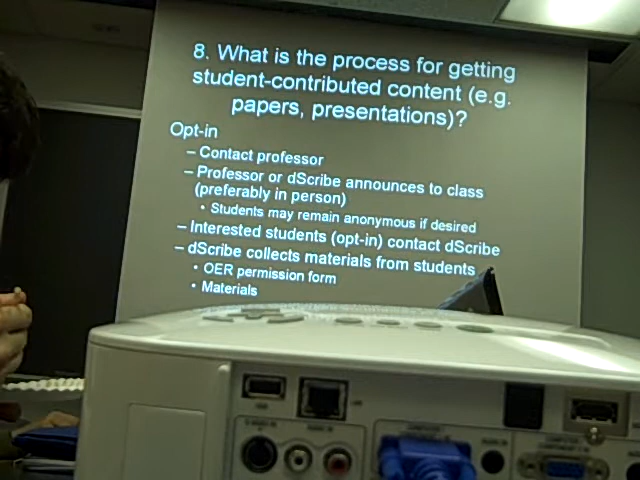 8. What is the process for getting
student-contributed content (e.g.
papers, presentations)?
Opt-in
– Contact professor
– Professor or dScribe announces to class
(preferably in person)
• Students may remain anonymous if desired
– Interested students (opt-in) contact dScribe
– dScribe collects materials from students
• OER permission form
• Materials